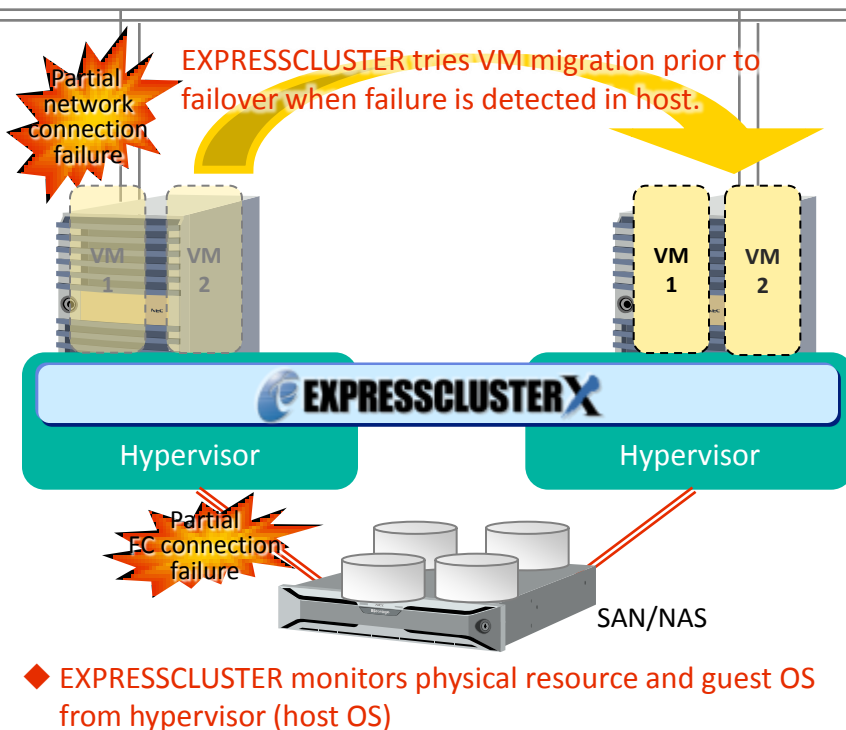 EXPRESSCLUSTER tries VM migration prior to
failover when failure is detected in host.
Partial
network
connection
failure
VM
1
VM
2
VM
1
VM
2
NEC
EXPRESSCLUSTER X
Hypervisor
Hypervisor
Partial
FC connection
failure
SAN/NAS
◆ EXPRESSCLUSTER monitors physical resource and guest OS
from hypervisor (host OS)